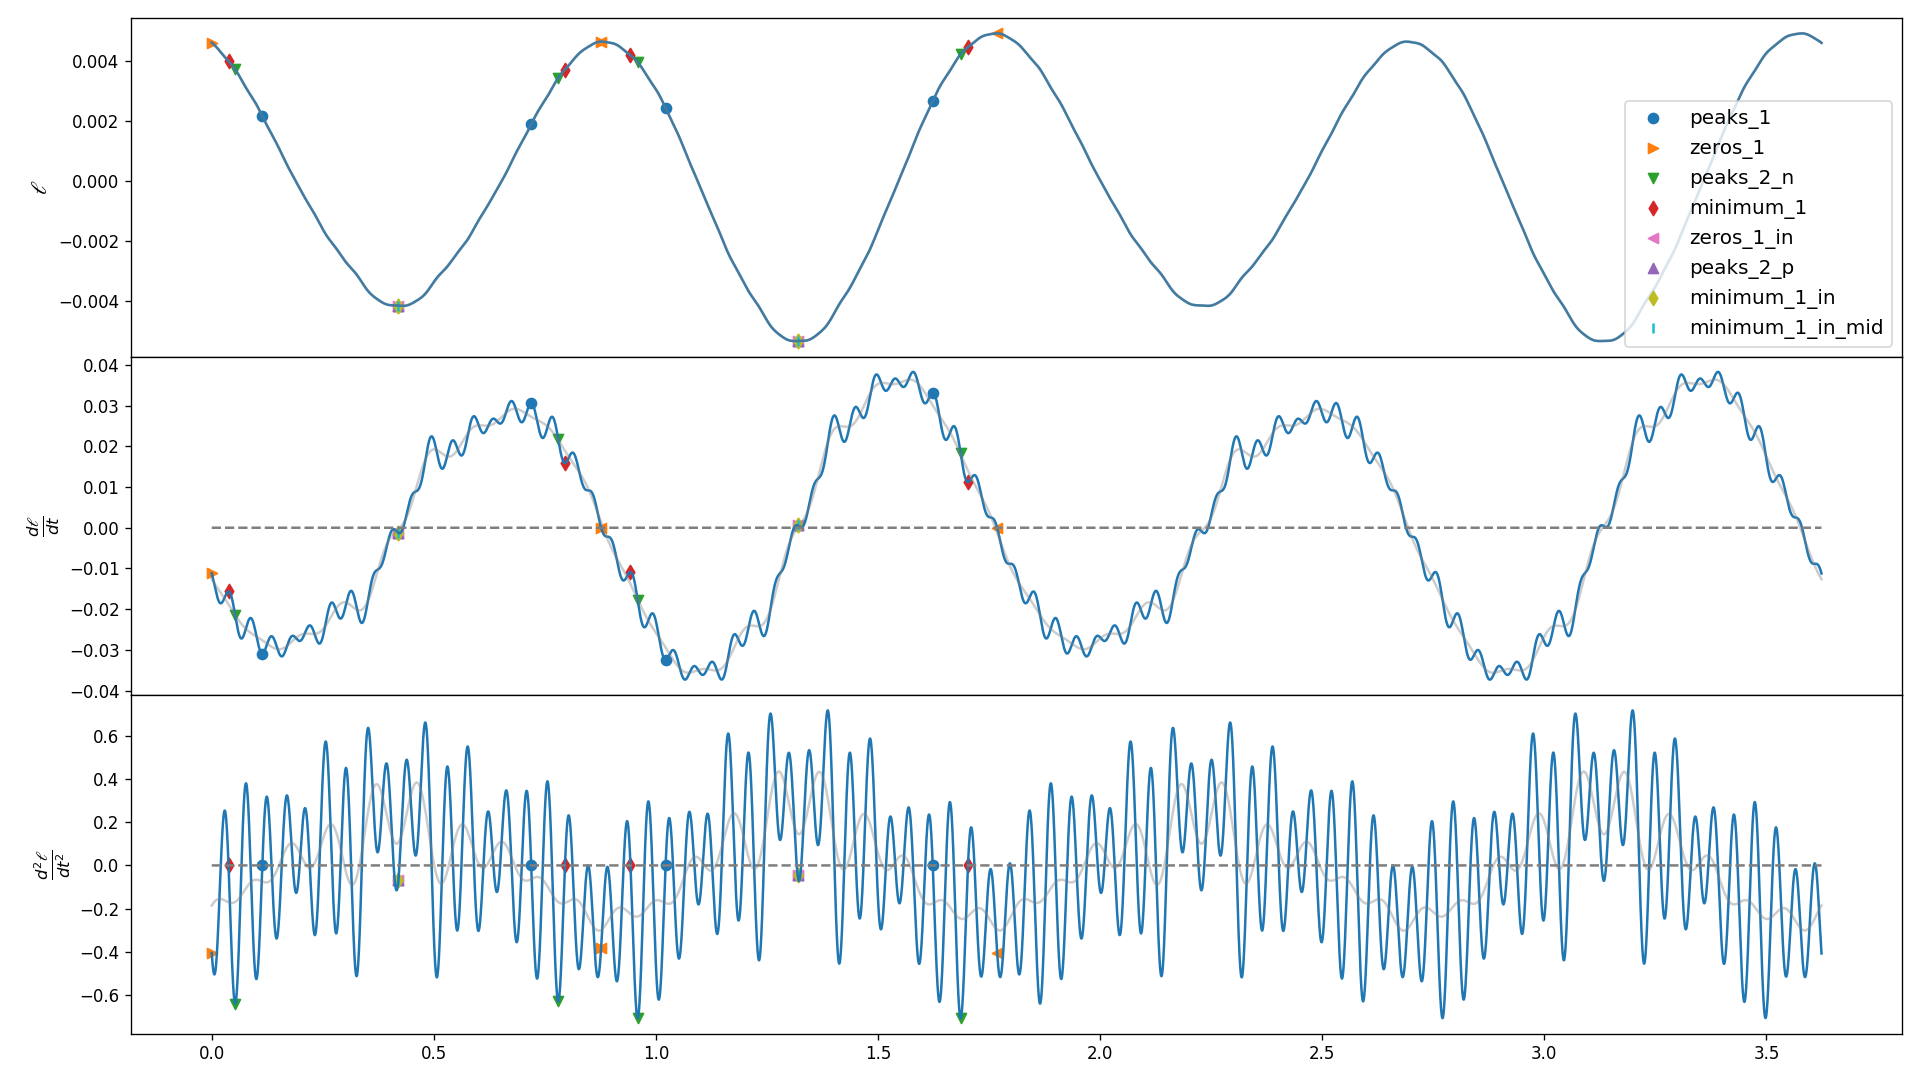 0.004
0.002
0.000
−0.002
−0.004
ℓ
peaks_1
zeros_1
peaks_2_n
minimum_1
zeros_1_in
peaks_2_p
minimum_1_in
minimum_1_in_mid
0.04
0.03
0.02
0.01
0.00
−0.01
−0.02
−0.03
−0.04
dℓ/dt
0.6
0.4
0.2
0.0
−0.2
−0.4
−0.6
d²ℓ/dt²
0.0 0.5 1.0 1.5 2.0 2.5 3.0 3.5